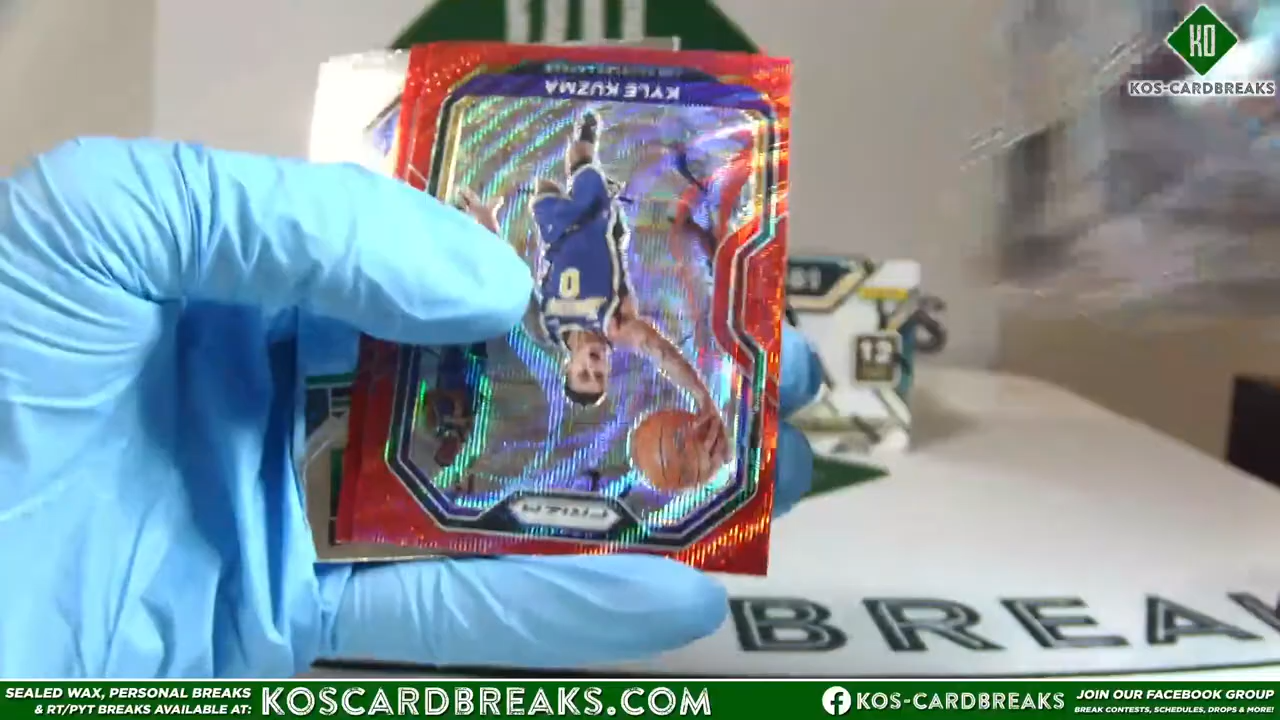 KO
KOS-CARDBREAKS
KYLE KUZMA
0
PRIZM
12
BREAK
SEALED WAX, PERSONAL BREAKS
& RT/PYT BREAKS AVAILABLE AT:
KOSCARDBREAKS.COM
KOS-CARDBREAKS
JOIN OUR FACEBOOK GROUP
BREAK CONTESTS, SCHEDULES, DROPS & MORE!